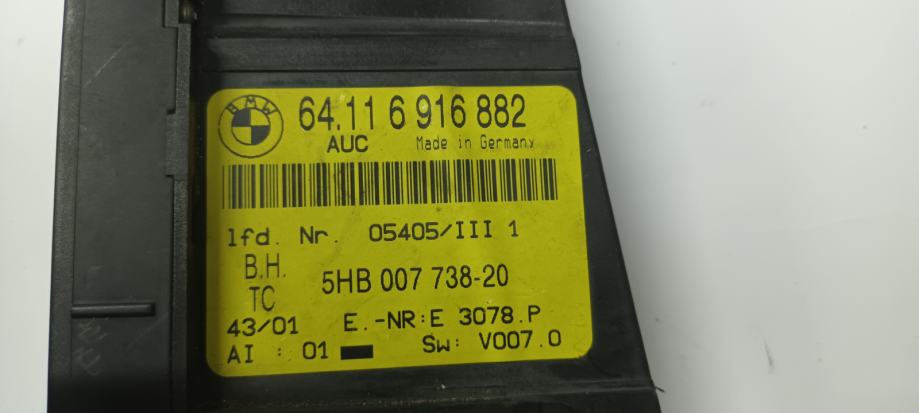 BMW
64.11 6 916 882
AUC Made in Germany
lfd. Nr. 05405/III 1
B.H. 5HB 007 738-20
TC
43/01 E.-NR:E 3078.P
AI : 01 SW: V007.0